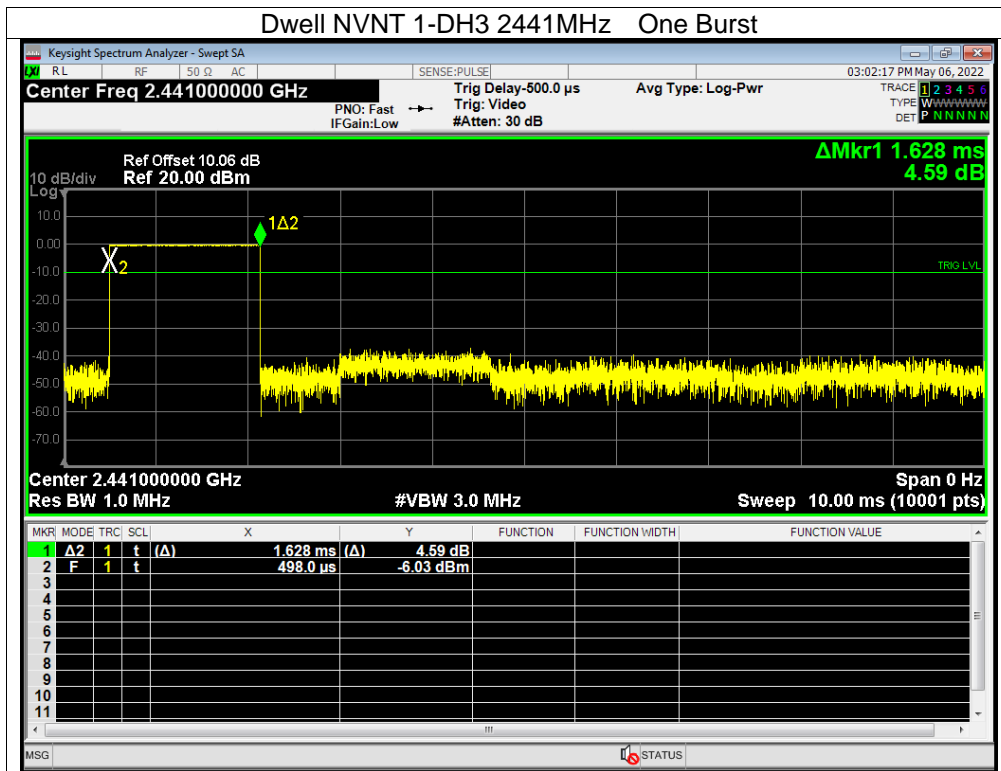 Dwell NVNT 1-DH3 2441MHz One Burst
Keysight Spectrum Analyzer - Swept SA
LXI RL RF 50 Ω AC SENSE:PULSE 03:02:17 PM May 06, 2022
Center Freq 2.441000000 GHz
PNO: Fast
IFGain:Low
Trig Delay-500.0 µs
Trig: Video
#Atten: 30 dB
Avg Type: Log-Pwr
TRACE 1 2 3 4 5 6
TYPE WWWWWW
DET P N N N N N
ΔMkr1 1.628 ms
4.59 dB
Ref Offset 10.06 dB
10 dB/div Ref 20.00 dBm
Log
10.0
0.00
-10.0
-20.0
-30.0
-40.0
-50.0
-60.0
-70.0
1Δ2
X2
TRIG LVL
Center 2.441000000 GHz Span 0 Hz
Res BW 1.0 MHz #VBW 3.0 MHz Sweep 10.00 ms (10001 pts)
MKR MODE TRC SCL X Y FUNCTION FUNCTION WIDTH FUNCTION VALUE
1 Δ2 1 t (Δ) 1.628 ms (Δ) 4.59 dB
2 F 1 t 498.0 µs -6.03 dBm
3
4
5
6
7
8
9
10
11
MSG STATUS